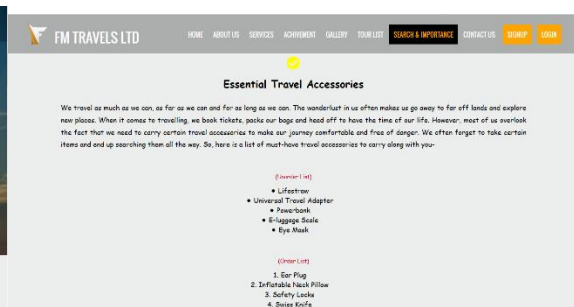 FM TRAVELS LTD
HOME ABOUT US SERVICES ACHIVEMENT GALLERY TOUR LIST SEARCH & IMPORTANCE CONTACT US SIGNUP LOGIN
Essential Travel Accessories
We travel as much as we can, as far as we can and for as long as we can. The wanderlust in us often makes us go away to far off lands and explore
new places. When it comes to travelling, we book tickets, packs our bags and head off to have the time of our life. However, most of us overlook
the fact that we need to carry certain travel accessories to make our journey comfortable and free of danger. We often forget to take certain
items and end up searching them all the way. So, here is a list of must-have travel accessories to carry along with you-
(Unorder List)
• Lifestraw
• Universal Travel Adapter
• Powerbank
• E-luggage Scale
• Eye Mask
(Order List)
1. Ear Plug
2. Inflatable Neck Pillow
3. Safety Locks
4. Swiss Knife